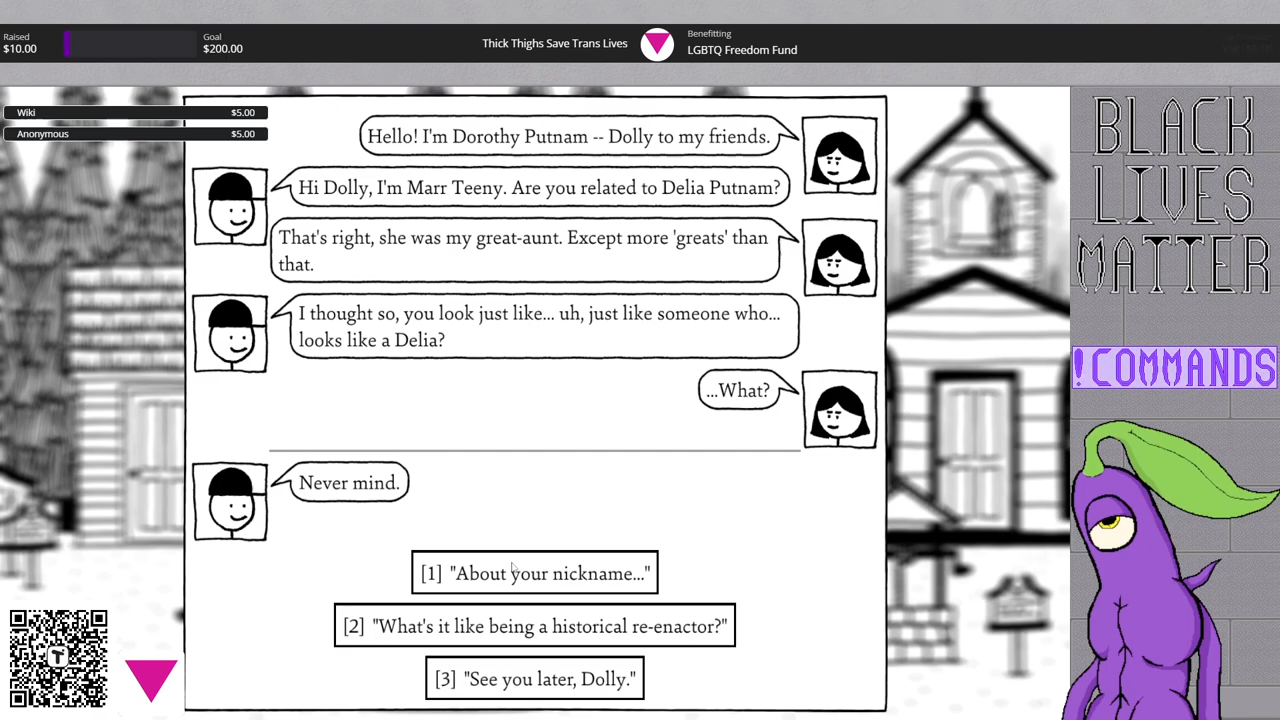 Raised
$10.00
Goal
$200.00
Thick Thighs Save Trans Lives
Benefitting
LGBTQ Freedom Fund
Wiki $5.00
Anonymous $5.00
Hello! I'm Dorothy Putnam -- Dolly to my friends.
Hi Dolly, I'm Marr Teeny. Are you related to Delia Putnam?
That's right, she was my great-aunt. Except more 'greats' than
that.
I thought so, you look just like... uh, just like someone who...
looks like a Delia?
...What?
Never mind.
[1] "About your nickname..."
[2] "What's it like being a historical re-enactor?"
[3] "See you later, Dolly."
BLACK
LIVES
MATTER
!COMMANDS
T